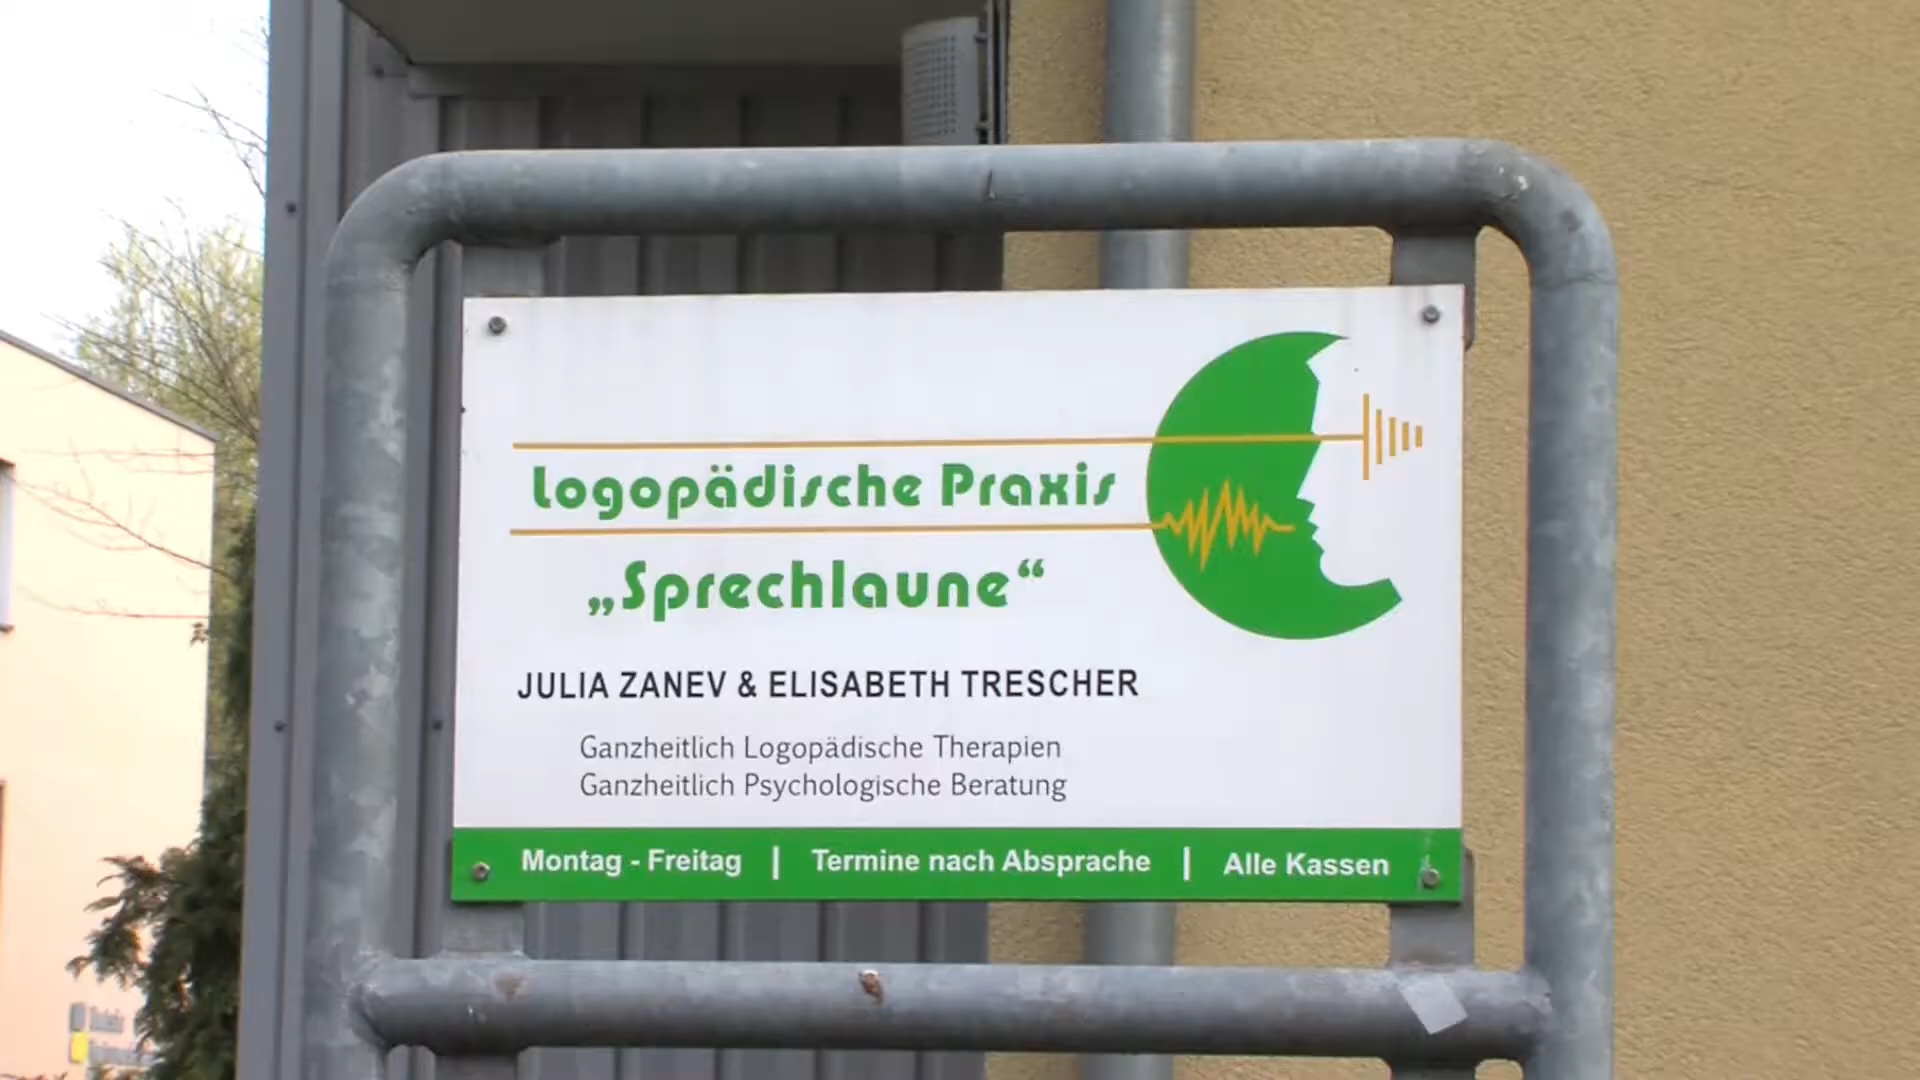 Logopädische Praxis
„Sprechlaune“
JULIA ZANEV & ELISABETH TRESCHER
Ganzheitlich Logopädische Therapien
Ganzheitlich Psychologische Beratung
Montag - Freitag | Termine nach Absprache | Alle Kassen